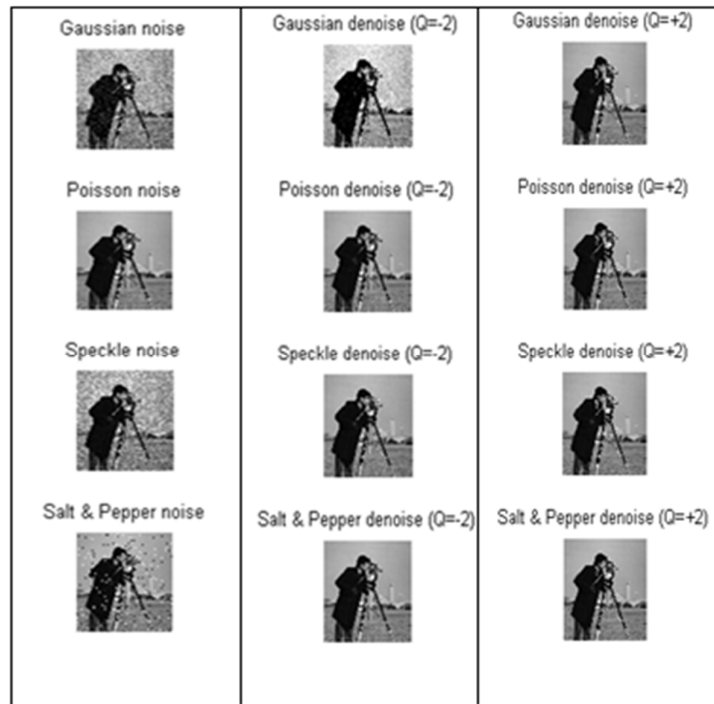 Gaussian noise
Gaussian denoise (Q=-2)
Gaussian denoise (Q=+2)
Poisson noise
Poisson denoise (Q=-2)
Poisson denoise (Q=+2)
Speckle noise
Speckle denoise (Q=-2)
Speckle denoise (Q=+2)
Salt & Pepper noise
Salt & Pepper denoise (Q=-2)
Salt & Pepper denoise (Q=+2)